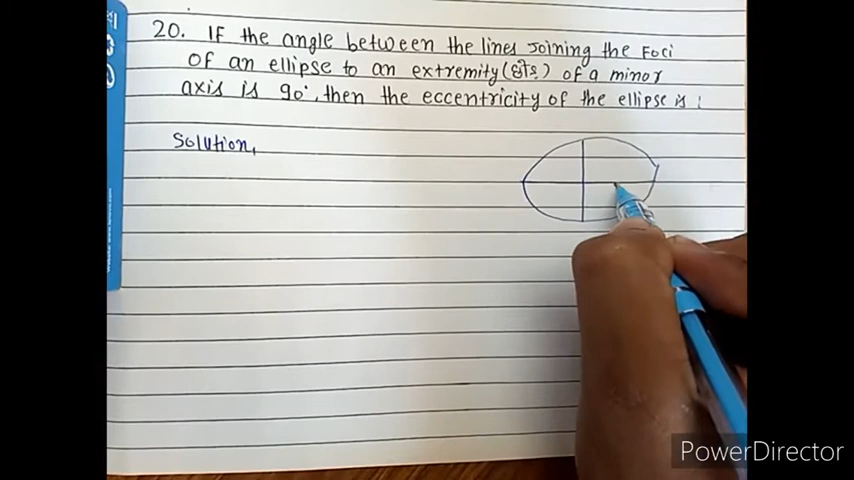 20. If the angle between the lines Joining the Foci
of an ellipse to an extremity ( ) of a minor
axis is 90°, then the eccentricity of the ellipse is :
Solution,
PowerDirector